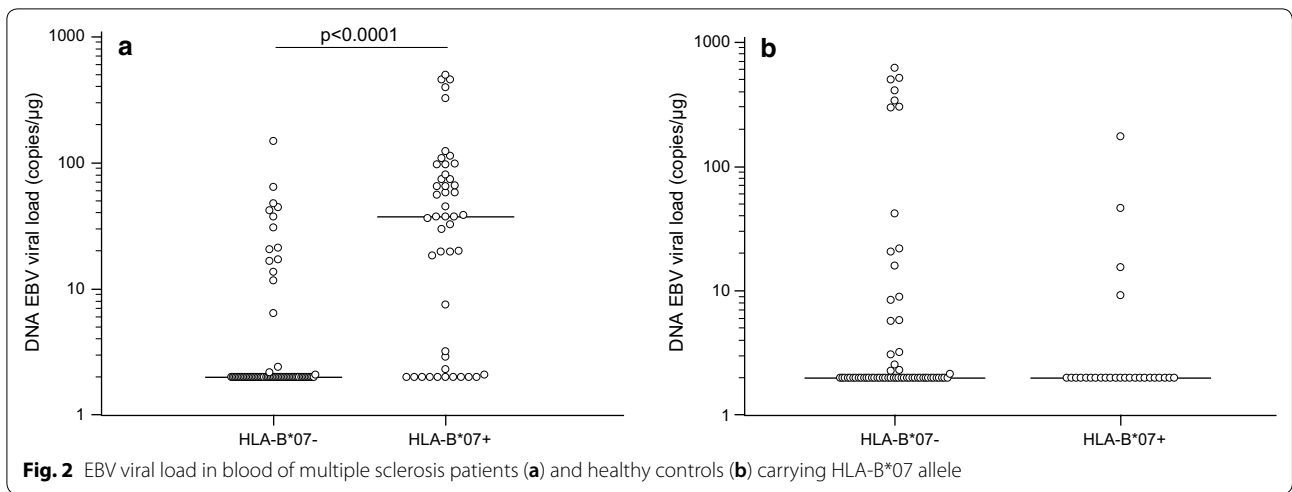 a
p<0.0001
DNA EBV viral load (copies/µg)
1000
100
10
1
HLA-B*07-
HLA-B*07+
b
DNA EBV viral load (copies/µg)
1000
100
10
1
HLA-B*07-
HLA-B*07+
Fig. 2 EBV viral load in blood of multiple sclerosis patients (a) and healthy controls (b) carrying HLA-B*07 allele